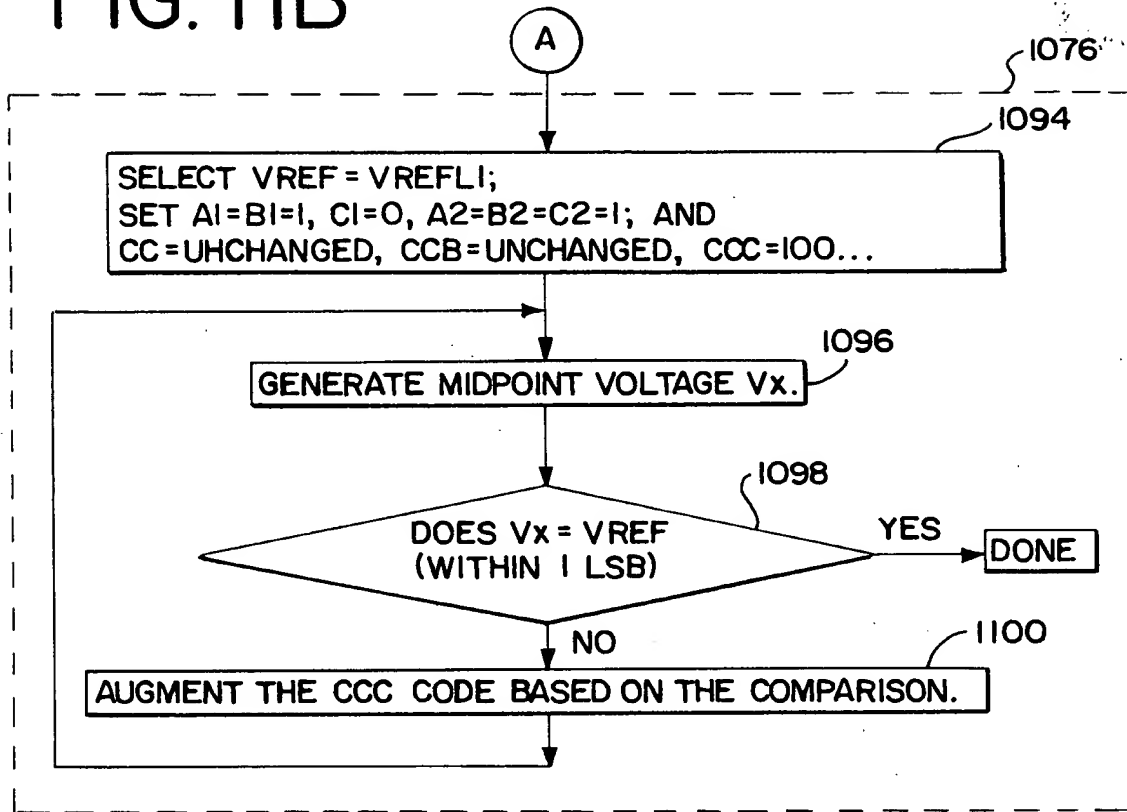 FIG. 11B
A
1076
1094
SELECT VREF = VREFL1;
SET A1=B1=1, C1=0, A2=B2=C2=1; AND
CC=UHCHANGED, CCB=UNCHANGED, CCC=100...
1096
GENERATE MIDPOINT VOLTAGE Vx.
1098
DOES Vx = VREF
(WITHIN 1 LSB)
YES
DONE
NO
1100
AUGMENT THE CCC CODE BASED ON THE COMPARISON.